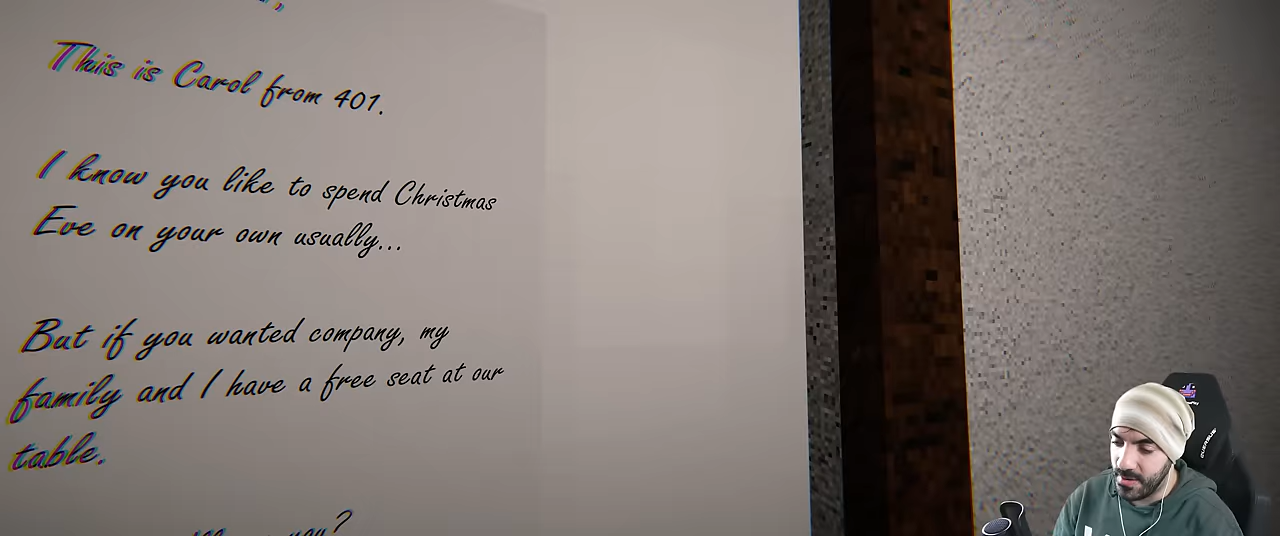 This is Carol from 401.
I know you like to spend Christmas
Eve on your own usually...
But if you wanted company, my
family and I have a free seat at our
table.